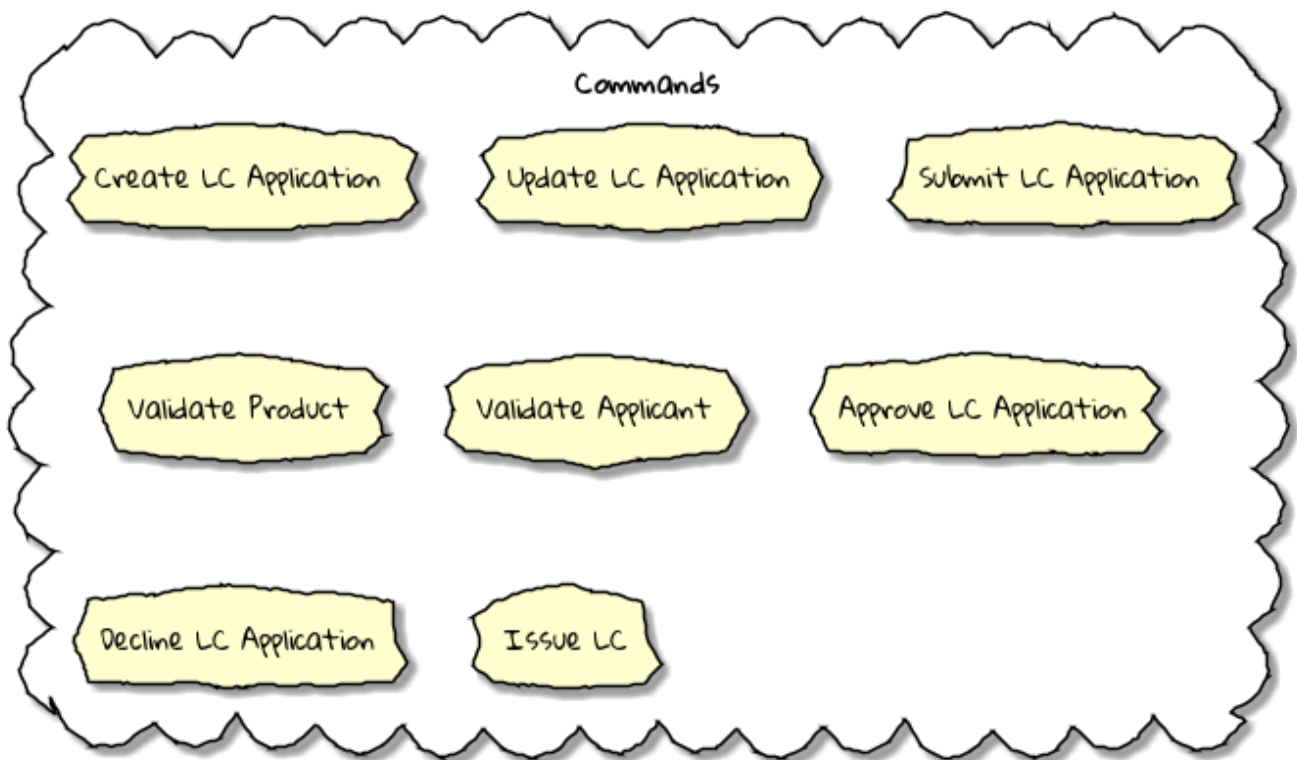 Commands
Create LC Application
Update LC Application
Submit LC Application
Validate Product
Validate Applicant
Approve LC Application
Decline LC Application
Issue LC